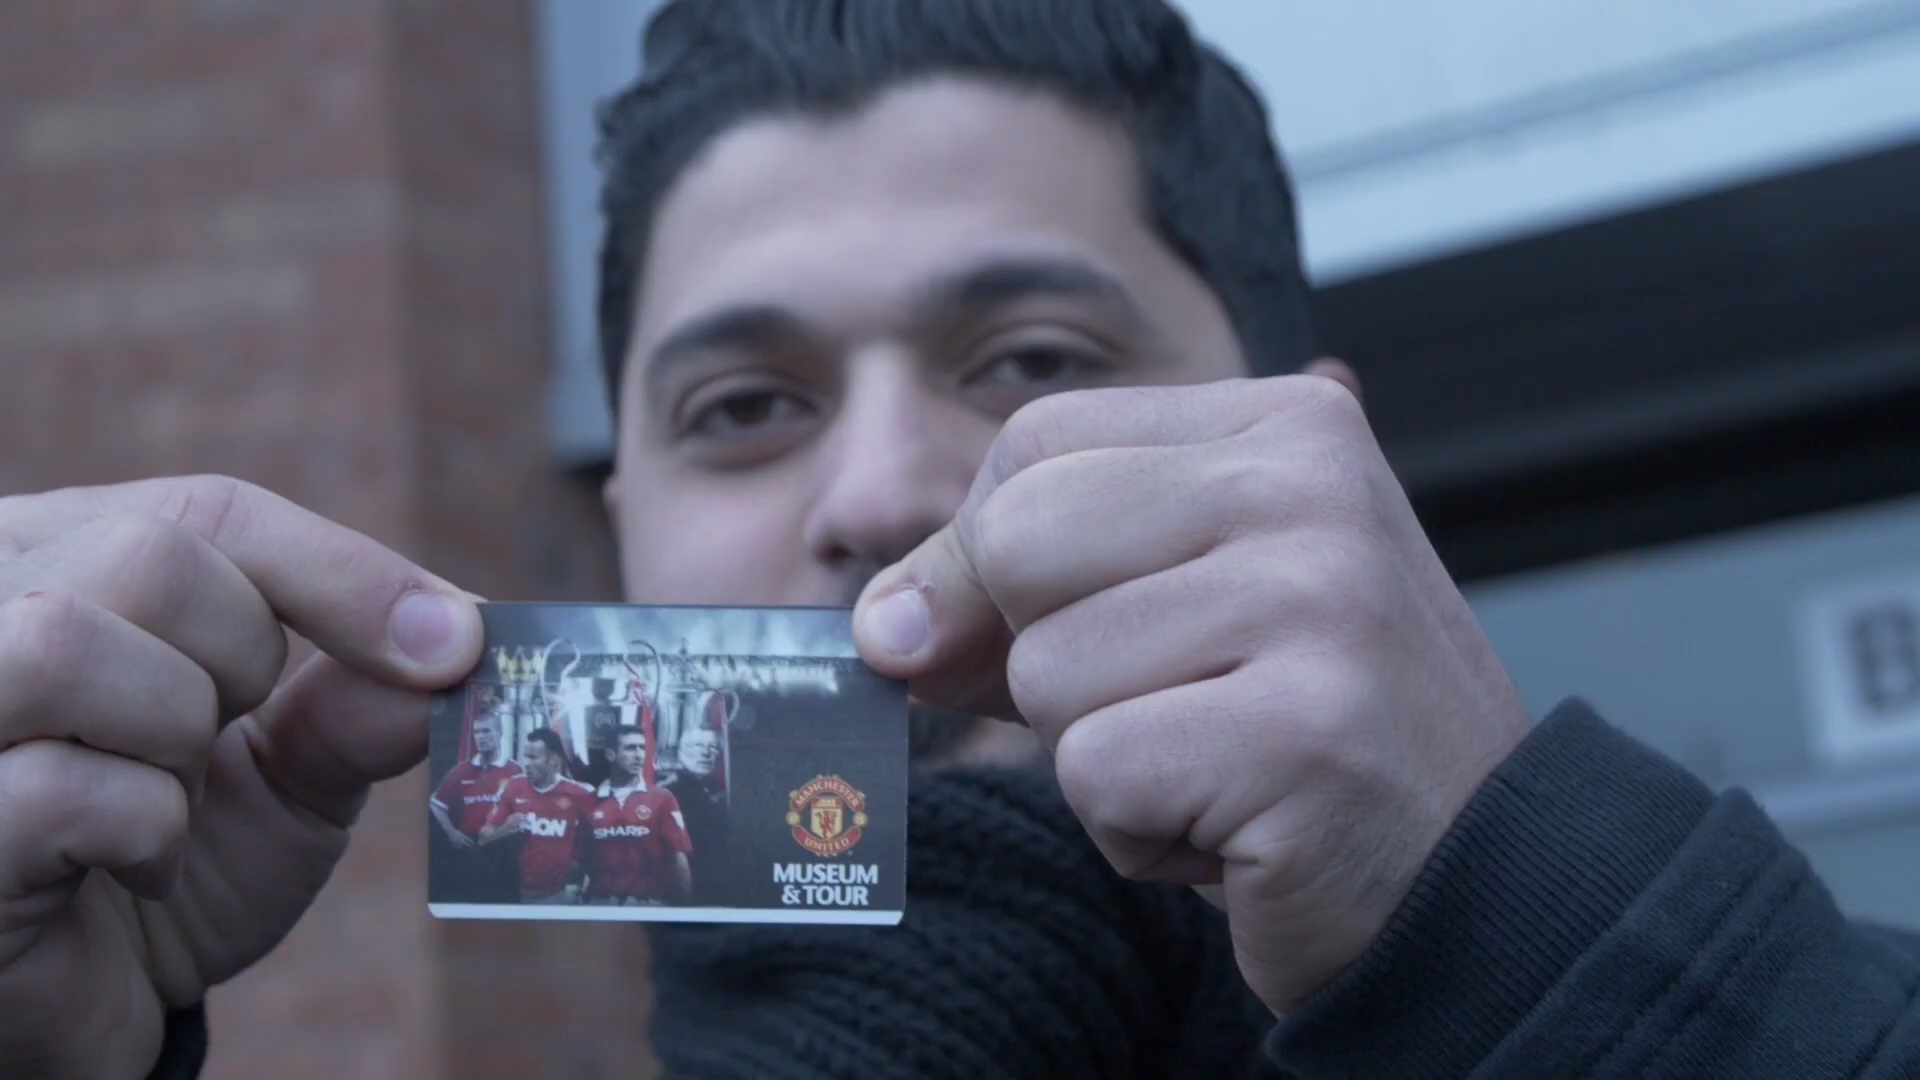 SHARP
AON
SHARP
MANCHESTER
UNITED
MUSEUM
& TOUR